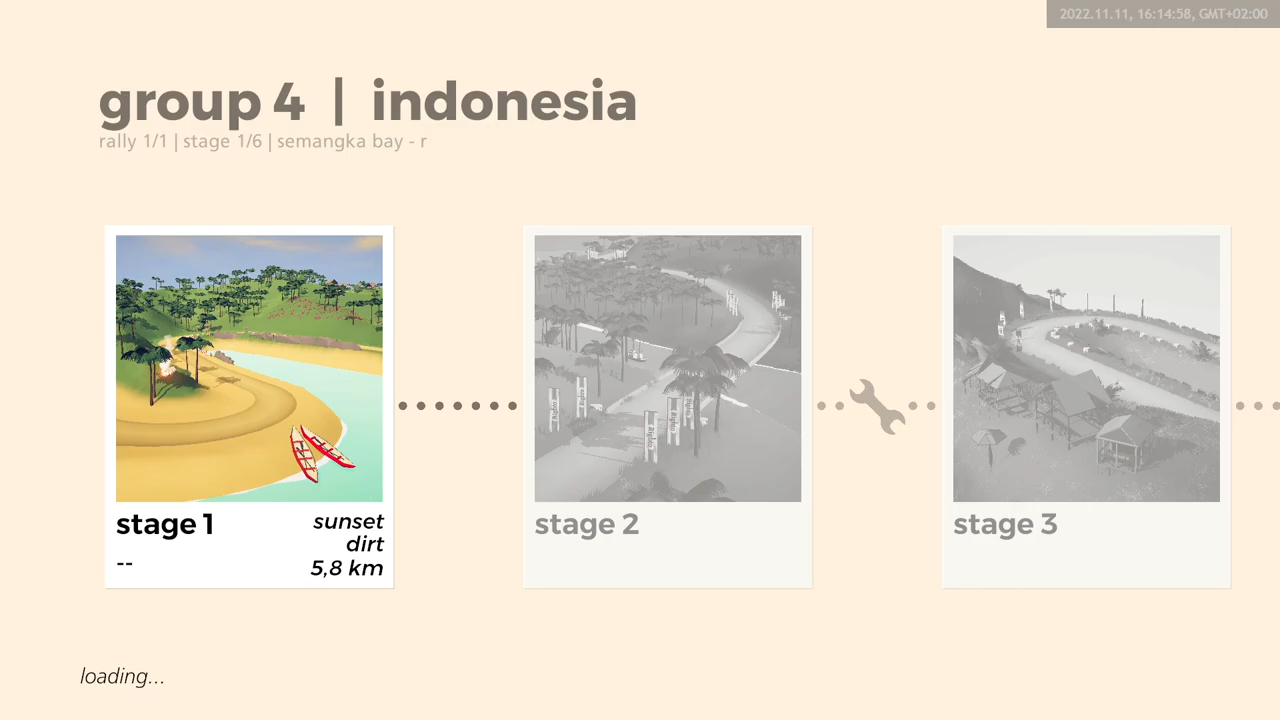 2022.11.11, 16:14:58, GMT+02:00
group 4 | indonesia
rally 1/1 | stage 1/6 | semangka bay - r
stage 1
sunset
dirt
--
5,8 km
stage 2
stage 3
loading...